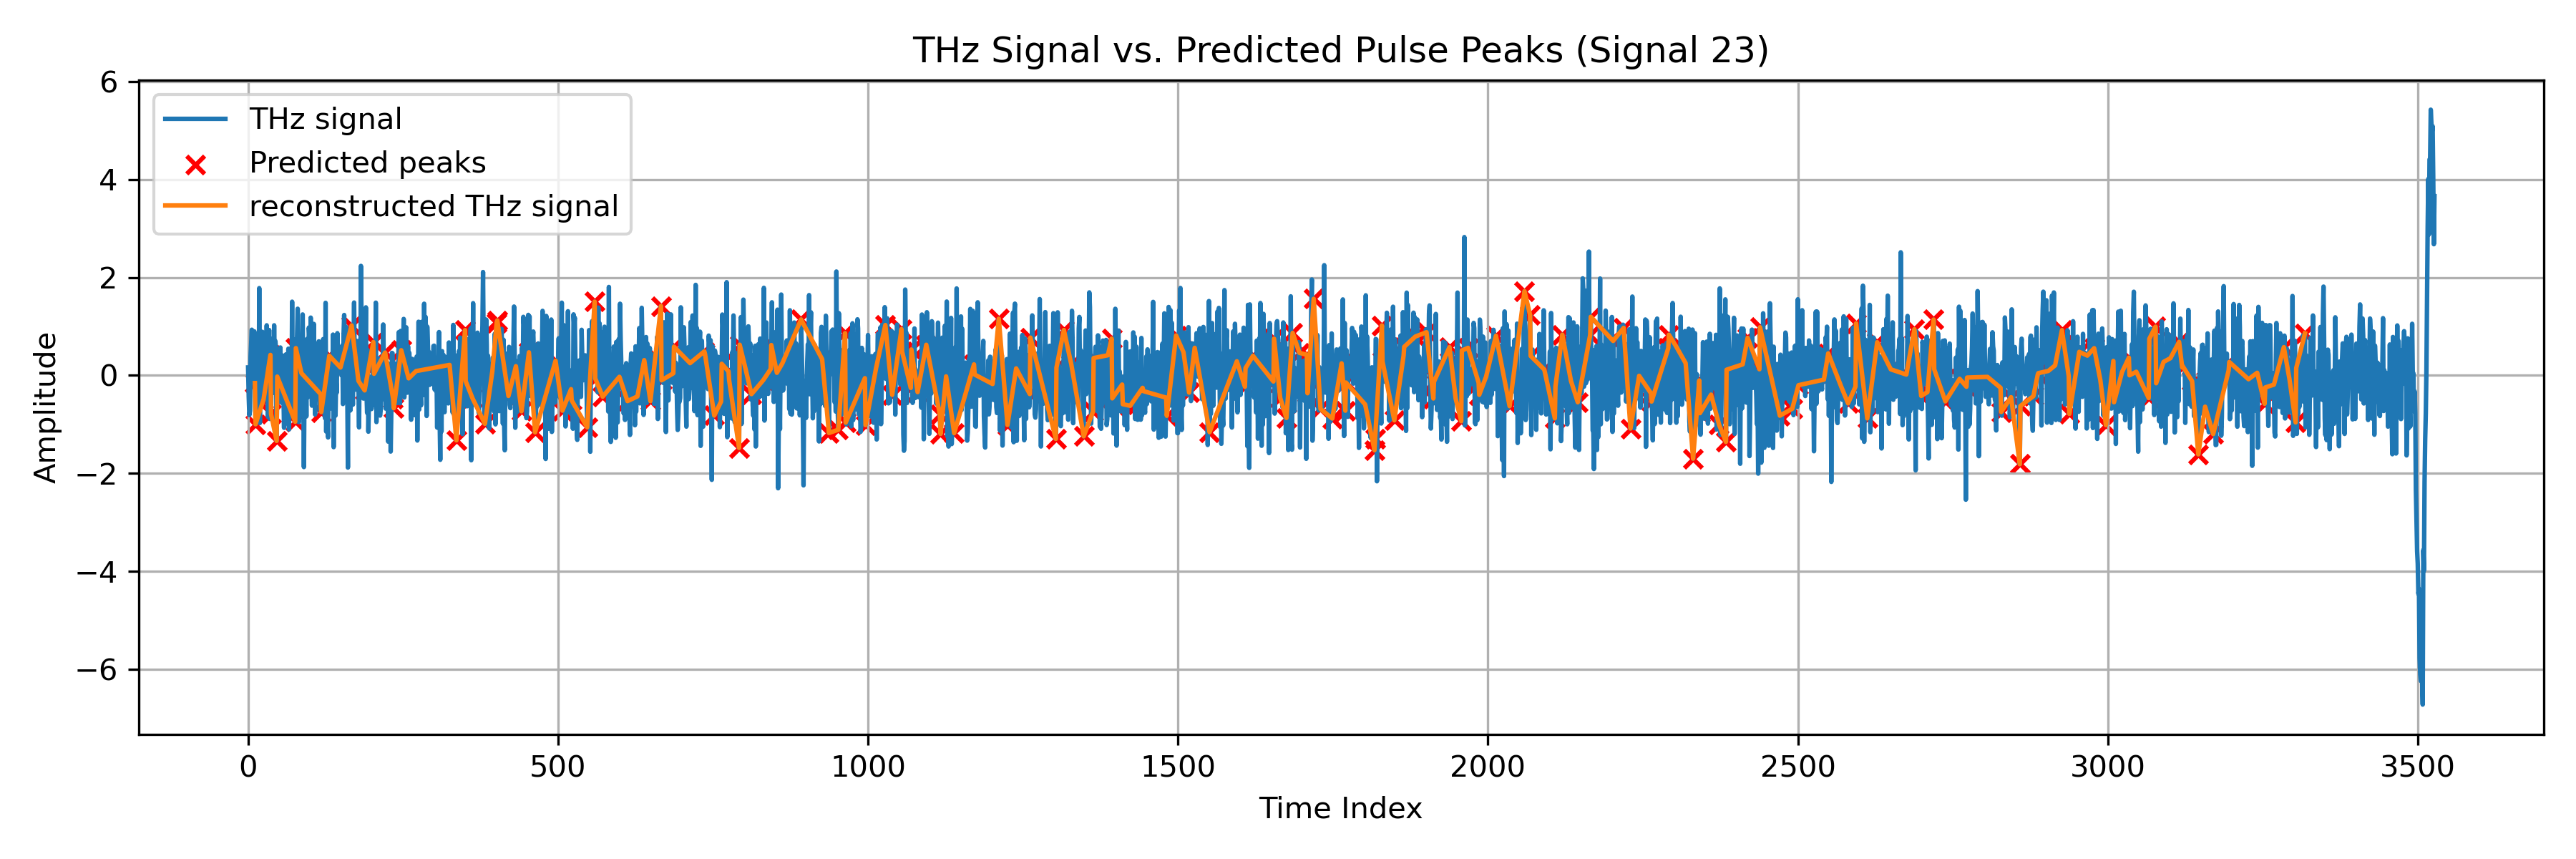 THz Signal vs. Predicted Pulse Peaks (Signal 23)
THz signal
Predicted peaks
reconstructed THz signal
Amplitude
6
4
2
0
−2
−4
−6
0
500
1000
1500
2000
2500
3000
3500
Time Index